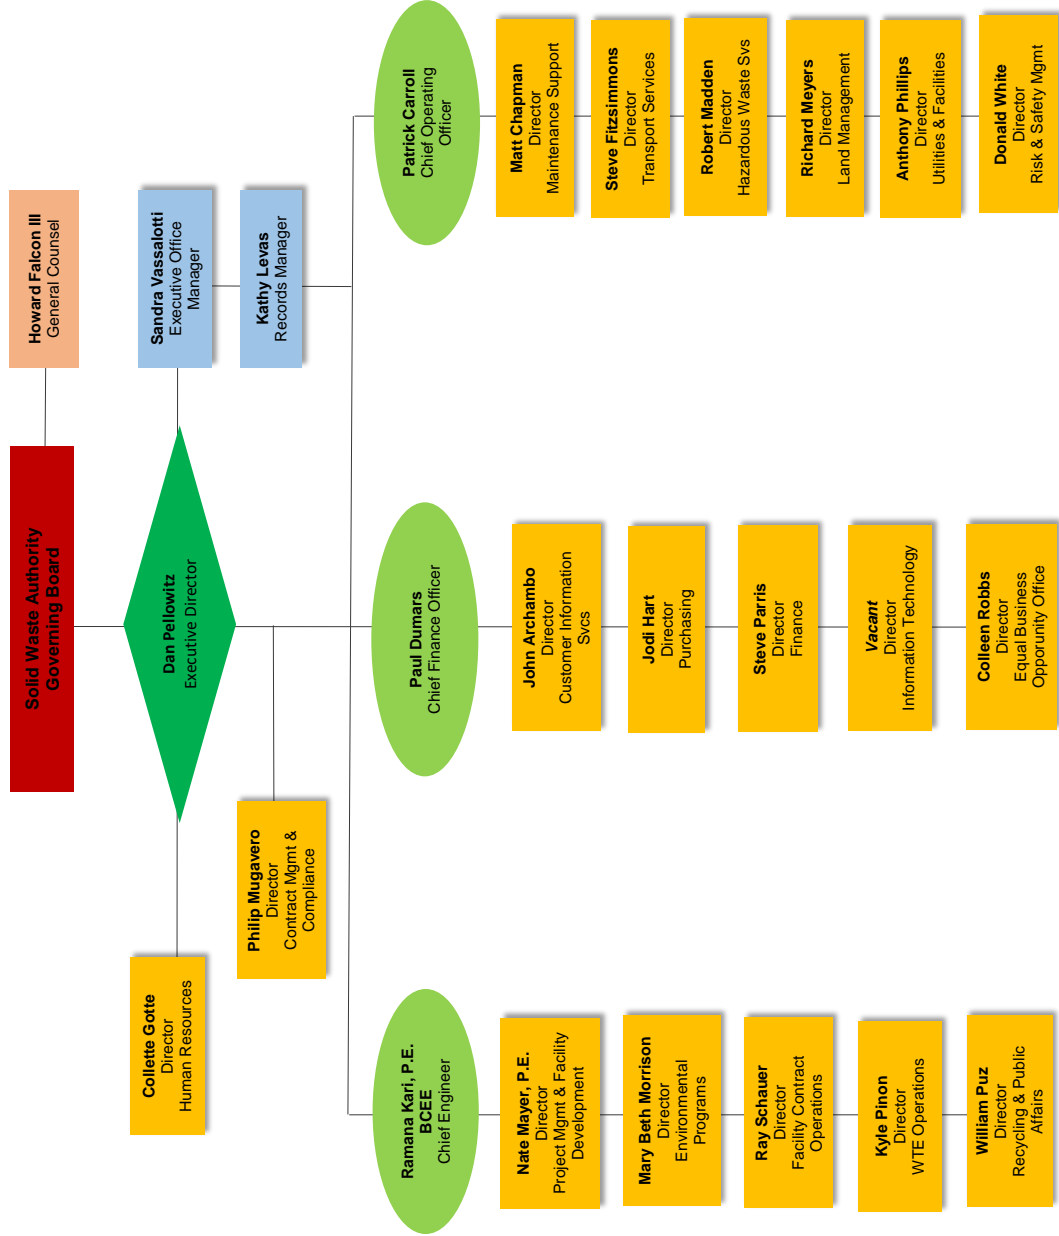 Solid Waste Authority
Governing Board
Howard Falcon III
General Counsel
Dan Pellowitz
Executive Director
Collette Gotte
Director
Human Resources
Sandra Vassalotti
Executive Office
Manager
Philip Mugavero
Director
Contract Mgmt &
Compliance
Kathy Levas
Records Manager
Ramana Kari, P.E.
BCEE
Chief Engineer
Nate Mayer, P.E.
Director
Project Mgmt & Facility
Development
Mary Beth Morrison
Director
Environmental
Programs
Ray Schauer
Director
Facility Contract
Operations
Kyle Pinon
Director
WTE Operations
William Puz
Director
Recycling & Public
Affairs
Paul Dumars
Chief Finance Officer
John Archambo
Director
Customer Information
Svcs
Jodi Hart
Director
Purchasing
Steve Parris
Director
Finance
Vacant
Director
Information Technology
Colleen Robbs
Director
Equal Business
Opportunity Office
Patrick Carroll
Chief Operating
Officer
Matt Chapman
Director
Maintenance Support
Steve Fitzsimmons
Director
Transport Services
Robert Madden
Director
Hazardous Waste Svs
Richard Meyers
Director
Land Management
Anthony Phillips
Director
Utilities & Facilities
Donald White
Director
Risk & Safety Mgmt